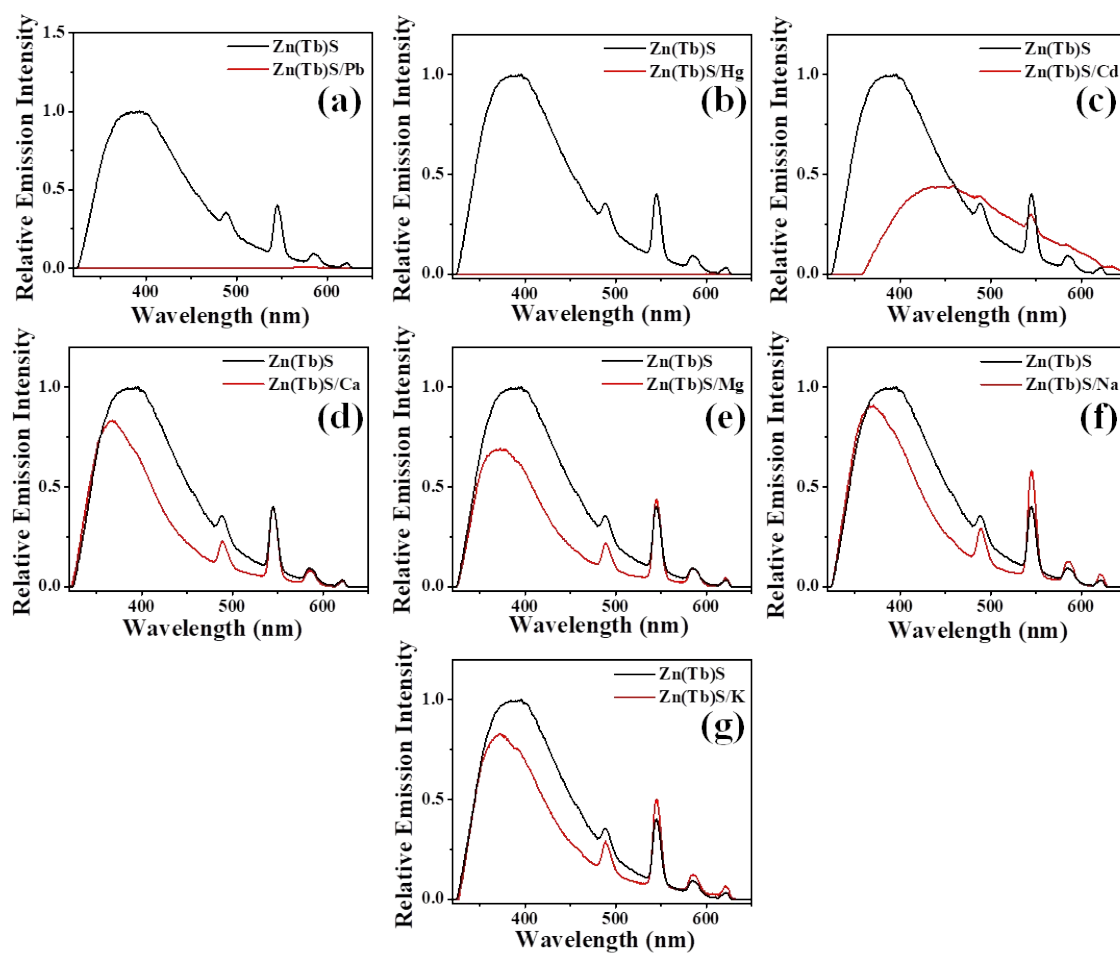 Relative Emission Intensity
1.5
1.0
0.5
0.0
Zn(Tb)S
Zn(Tb)S/Pb
(a)
400 500 600
Wavelength (nm)
Relative Emission Intensity
1.0
0.5
0.0
Zn(Tb)S
Zn(Tb)S/Hg
(b)
400 500 600
Wavelength (nm)
Relative Emission Intensity
1.0
0.5
0.0
Zn(Tb)S
Zn(Tb)S/Cd
(c)
400 500 600
Wavelength (nm)
Relative Emission Intensity
1.0
0.5
0.0
Zn(Tb)S
Zn(Tb)S/Ca
(d)
400 500 600
Wavelength (nm)
Relative Emission Intensity
1.0
0.5
0.0
Zn(Tb)S
Zn(Tb)S/Mg
(e)
400 500 600
Wavelength (nm)
Relative Emission Intensity
1.0
0.5
0.0
Zn(Tb)S
Zn(Tb)S/Na
(f)
400 500 600
Wavelength (nm)
Relative Emission Intensity
1.0
0.5
0.0
Zn(Tb)S
Zn(Tb)S/K
(g)
400 500 600
Wavelength (nm)